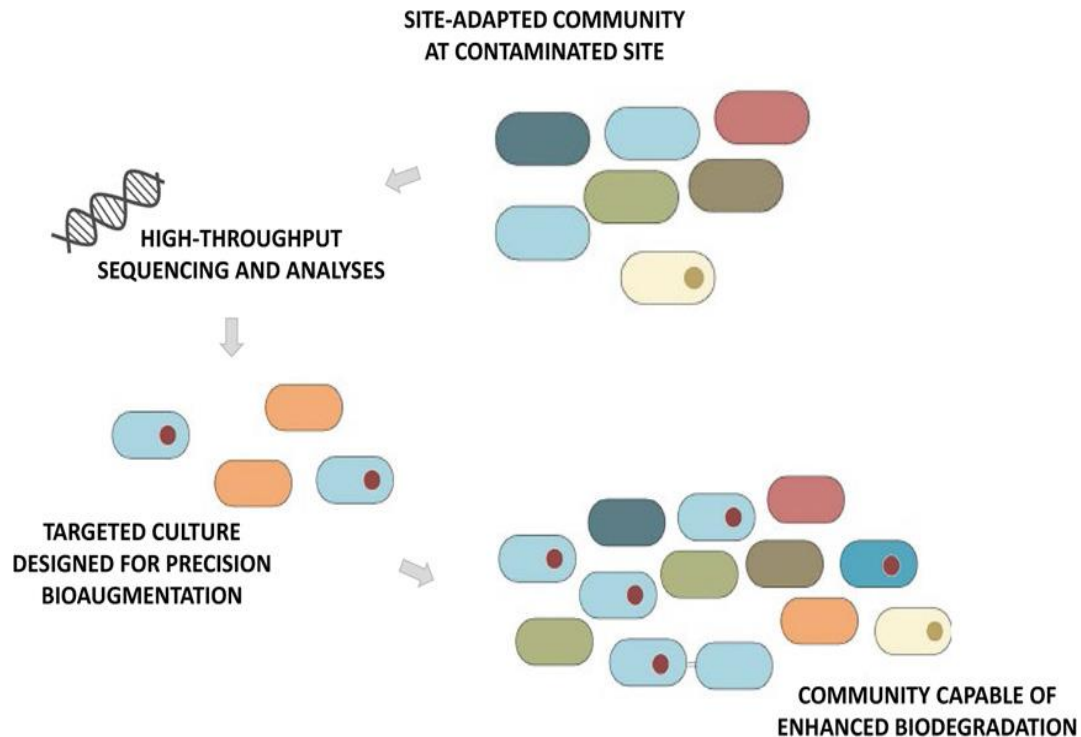 SITE-ADAPTED COMMUNITY
AT CONTAMINATED SITE
HIGH-THROUGHPUT
SEQUENCING AND ANALYSES
TARGETED CULTURE
DESIGNED FOR PRECISION
BIOAUGMENTATION
COMMUNITY CAPABLE OF
ENHANCED BIODEGRADATION